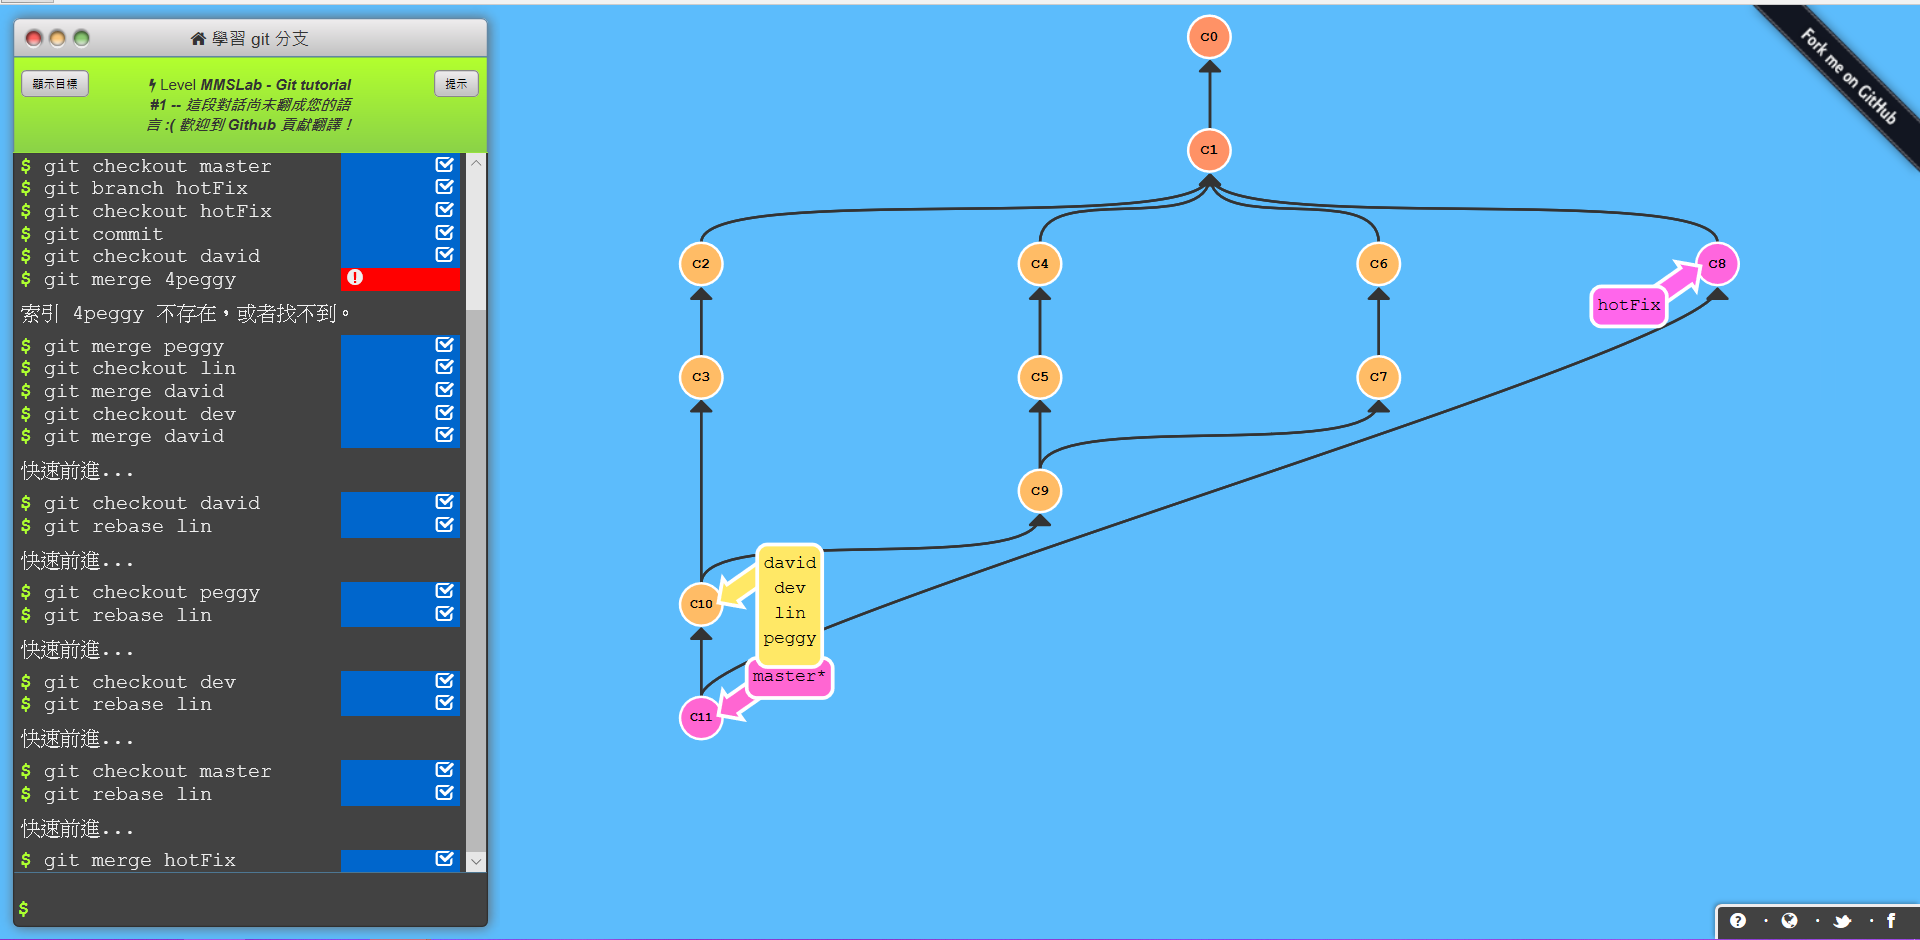 學習 git 分支
顯示目標
Level MMSLab - Git tutorial
#1 -- 這段對話尚未翻成您的語
言 :( 歡迎到 Github 貢獻翻譯！
提示
$ git checkout master
$ git branch hotFix
$ git checkout hotFix
$ git commit
$ git checkout david
$ git merge 4peggy
索引 4peggy 不存在，或者找不到。
$ git merge peggy
$ git checkout lin
$ git merge david
$ git checkout dev
$ git merge david
快速前進...
$ git checkout david
$ git rebase lin
快速前進...
$ git checkout peggy
$ git rebase lin
快速前進...
$ git checkout dev
$ git rebase lin
快速前進...
$ git checkout master
$ git rebase lin
快速前進...
$ git merge hotFix
$
C0
C1
C2
C4
C6
C8
hotFix
C3
C5
C7
C9
david
dev
lin
peggy
C10
master*
C11
Fork me on GitHub